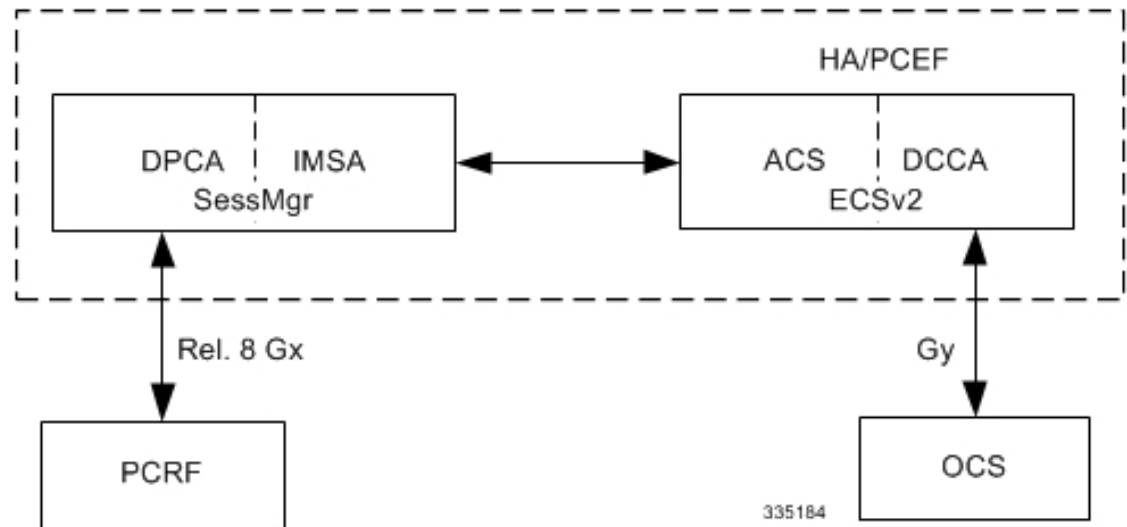 HA/PCEF
DPCA IMSA
SessMgr
ACS DCCA
ECSv2
Rel. 8 Gx
Gy
PCRF
OCS
335184